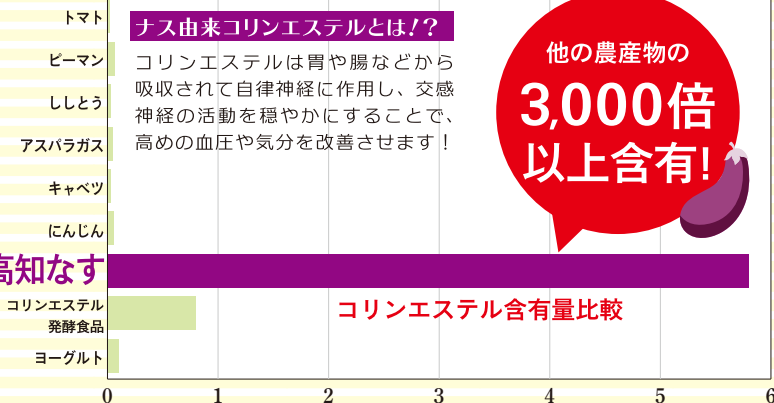 トマト
ピーマン
ししとう
アスパラガス
キャベツ
にんじん
高知なす
コリンエステル
発酵食品
ヨーグルト
ナス由来コリンエステルとは!?
コリンエステルは胃や腸などから
吸収されて自律神経に作用し、交感
神経の活動を穏やかにすることで、
高めの血圧や気分を改善させます！
他の農産物の
3,000倍
以上含有!
コリンエステル含有量比較
0 1 2 3 4 5 6